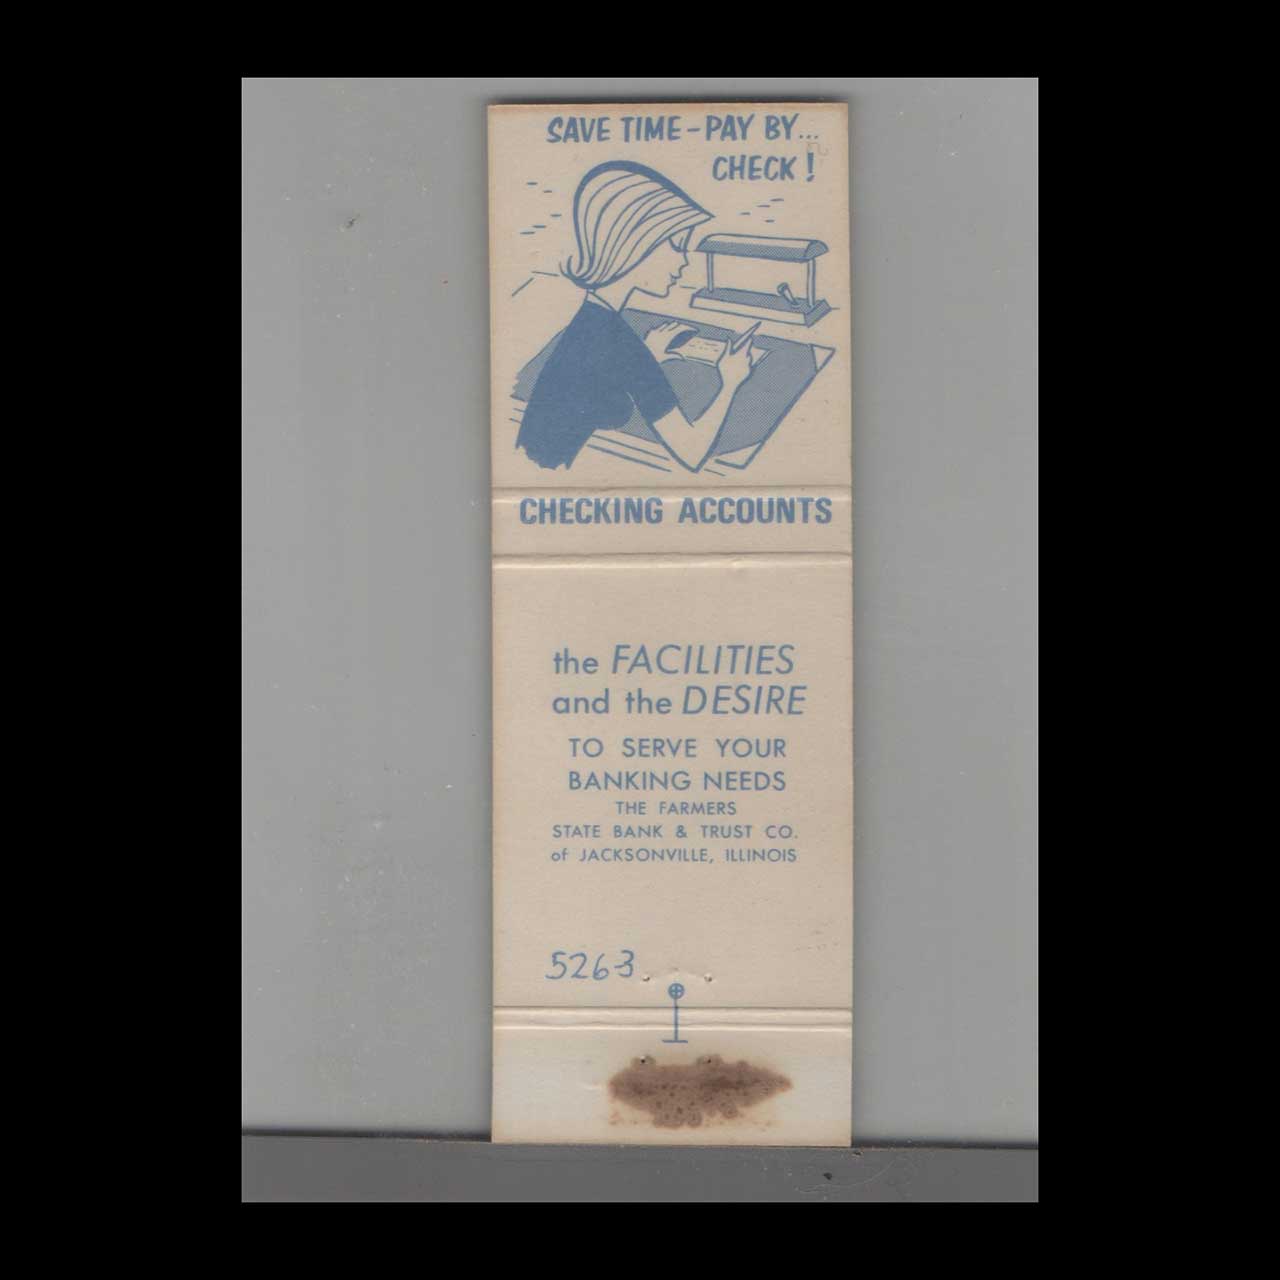 SAVE TIME-PAY BY...
CHECK!
CHECKING ACCOUNTS
the FACILITIES
and the DESIRE
TO SERVE YOUR
BANKING NEEDS
THE FARMERS
STATE BANK & TRUST CO.
of JACKSONVILLE, ILLINOIS
5263